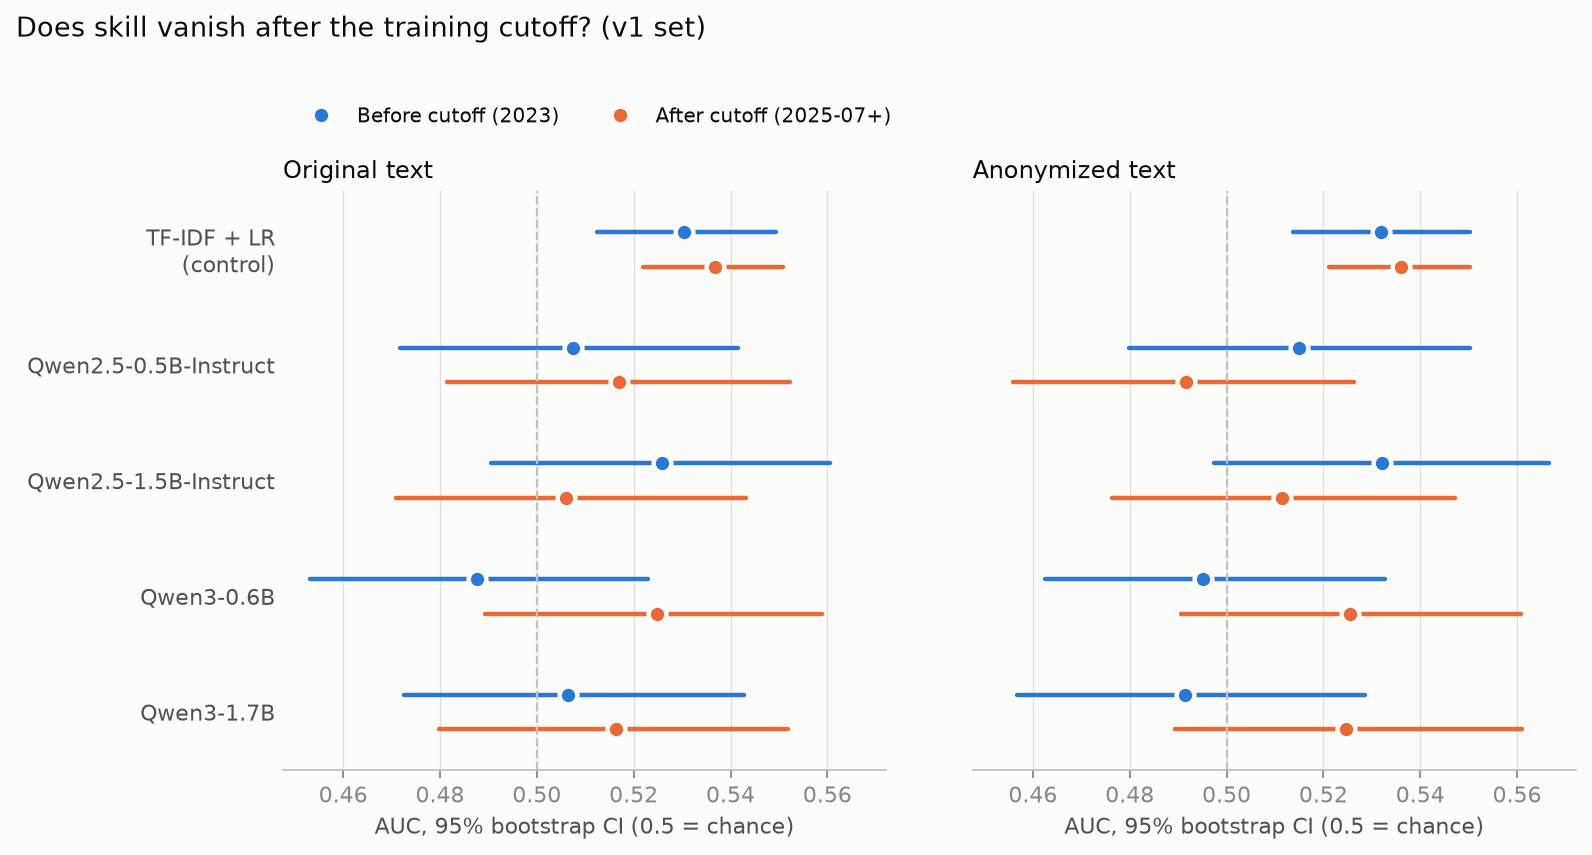 Does skill vanish after the training cutoff? (v1 set)
Before cutoff (2023)
After cutoff (2025-07+)
Original text
Anonymized text
TF-IDF + LR
(control)
Qwen2.5-0.5B-Instruct
Qwen2.5-1.5B-Instruct
Qwen3-0.6B
Qwen3-1.7B
0.46 0.48 0.50 0.52 0.54 0.56
0.46 0.48 0.50 0.52 0.54 0.56
AUC, 95% bootstrap CI (0.5 = chance)
AUC, 95% bootstrap CI (0.5 = chance)